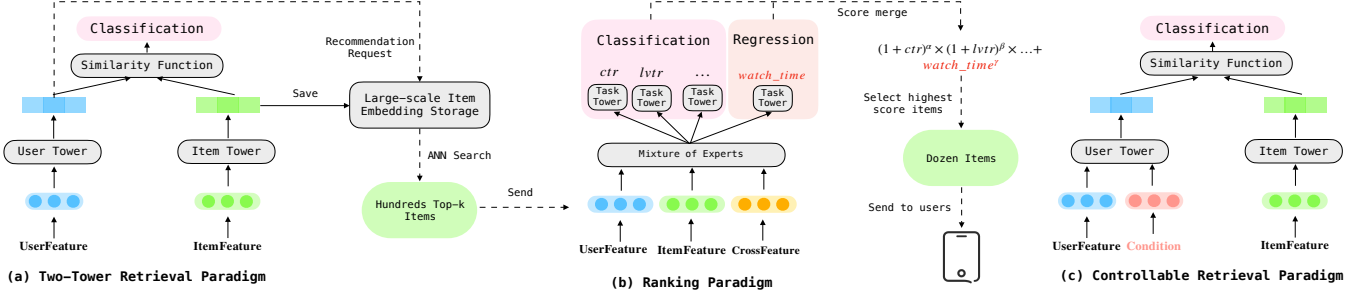 Classification
Similarity Function
User Tower
Item Tower
UserFeature
ItemFeature
Save
Recommendation
Request
Large-scale Item
Embedding Storage
ANN Search
Hundreds Top-k
Items
Send
(a) Two-Tower Retrieval Paradigm
Classification
Regression
ctr
lvtr
...
watch_time
Task
Tower
Task
Tower
Task
Tower
Task
Tower
Mixture of Experts
UserFeature
ItemFeature
CrossFeature
Score merge
(1 + ctr)^α × (1 + lvtr)^β × …+
watch_time^γ
Select highest
score items
Dozen Items
Send to users
(b) Ranking Paradigm
Classification
Similarity Function
User Tower
Item Tower
UserFeature
Condition
ItemFeature
(c) Controllable Retrieval Paradigm